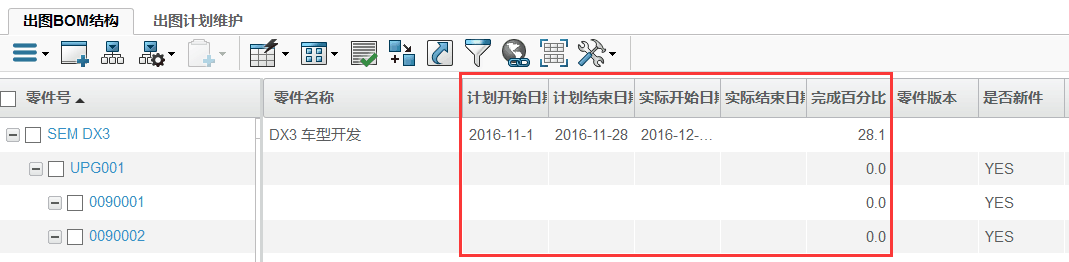 出图BOM结构 出图计划维护
零件号 零件名称 计划开始日期 计划结束日期 实际开始日期 实际结束日期 完成百分比 零件版本 是否新件
SEM DX3 DX3 车型开发 2016-11-1 2016-11-28 2016-12-... 28.1
UPG001 0.0 YES
0090001 0.0 YES
0090002 0.0 YES